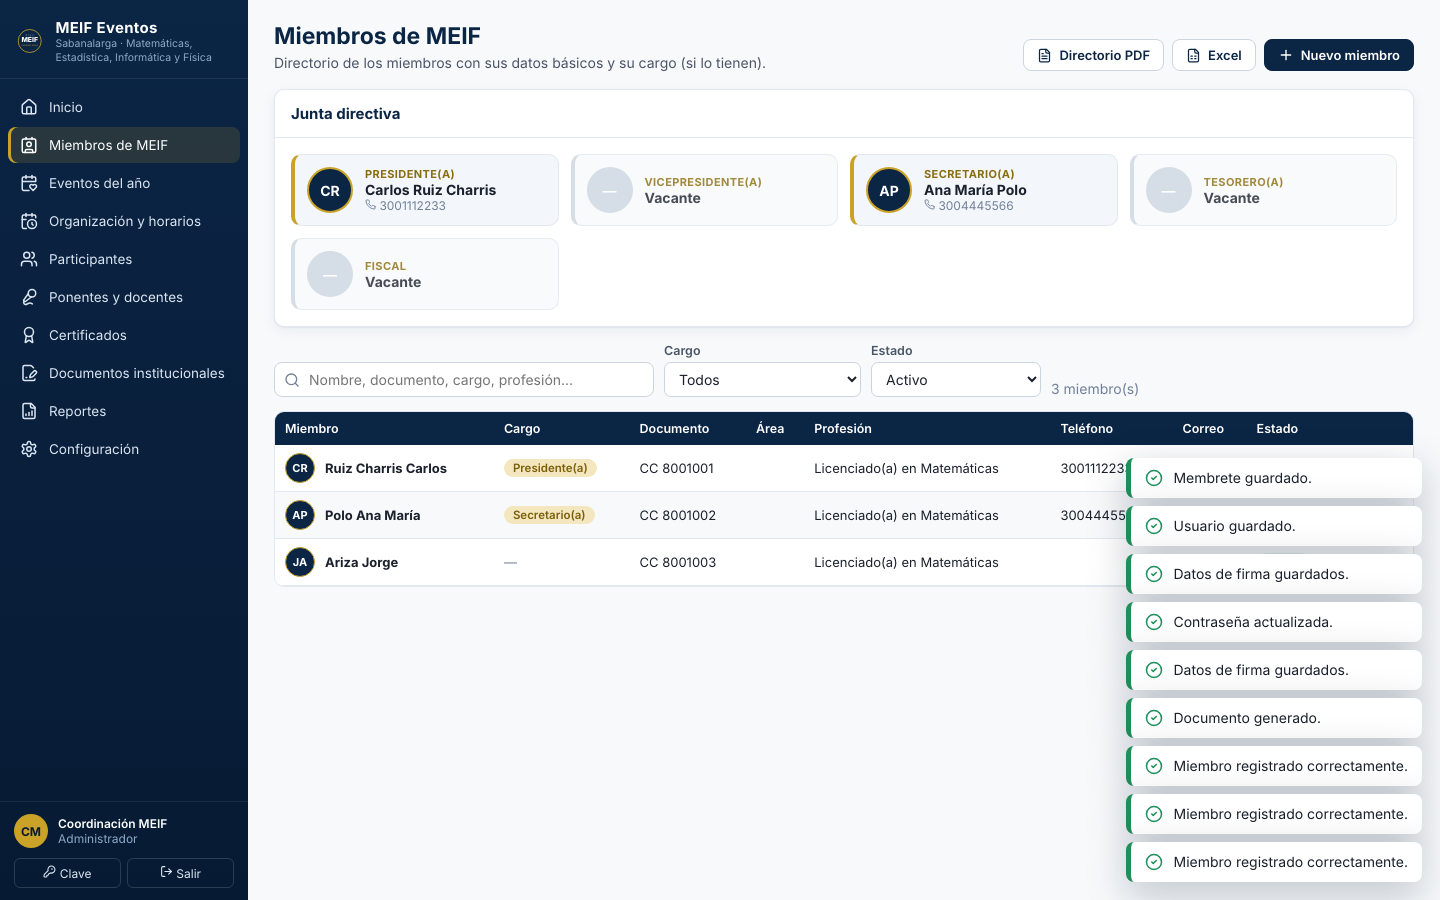 MEIF
MEIF Eventos
Sabanalarga · Matemáticas,
Estadística, Informática y Física
Inicio
Miembros de MEIF
Eventos del año
Organización y horarios
Participantes
Ponentes y docentes
Certificados
Documentos institucionales
Reportes
Configuración
CM
Coordinación MEIF
Administrador
Clave
Salir
Miembros de MEIF
Directorio de los miembros con sus datos básicos y su cargo (si lo tienen).
Directorio PDF
Excel
Nuevo miembro
Junta directiva
CR
PRESIDENTE(A)
Carlos Ruiz Charris
3001112233
—
VICEPRESIDENTE(A)
Vacante
AP
SECRETARIO(A)
Ana María Polo
3004445566
—
TESORERO(A)
Vacante
—
FISCAL
Vacante
Nombre, documento, cargo, profesión...
Cargo
Todos
Estado
Activo
3 miembro(s)
Miembro Cargo Documento Área Profesión Teléfono Correo Estado
CR Ruiz Charris Carlos Presidente(a) CC 8001001 Licenciado(a) en Matemáticas 300111223
AP Polo Ana María Secretario(a) CC 8001002 Licenciado(a) en Matemáticas 30044455
JA Ariza Jorge — CC 8001003 Licenciado(a) en Matemáticas
Membrete guardado.
Usuario guardado.
Datos de firma guardados.
Contraseña actualizada.
Datos de firma guardados.
Documento generado.
Miembro registrado correctamente.
Miembro registrado correctamente.
Miembro registrado correctamente.